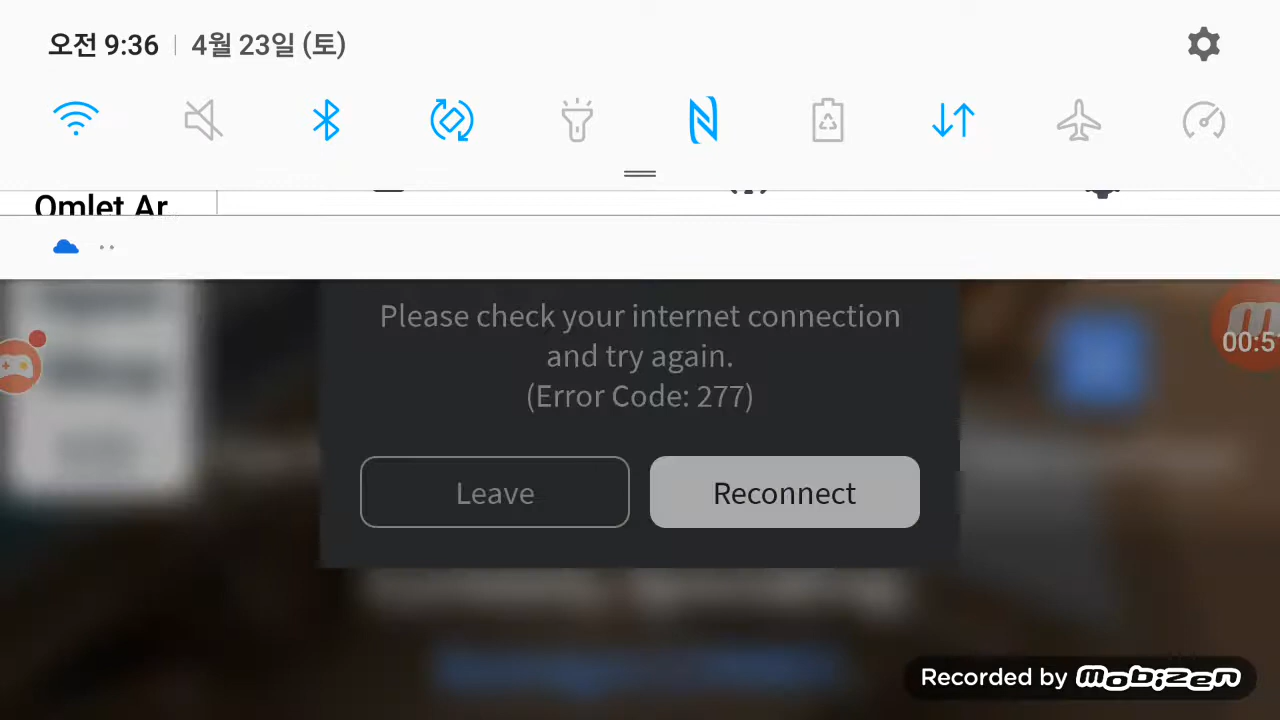 오전 9:36 4월 23일 (토)
Omlet Ar
Please check your internet connection
and try again.
(Error Code: 277)
00:5
Leave
Reconnect
Recorded by mobizen